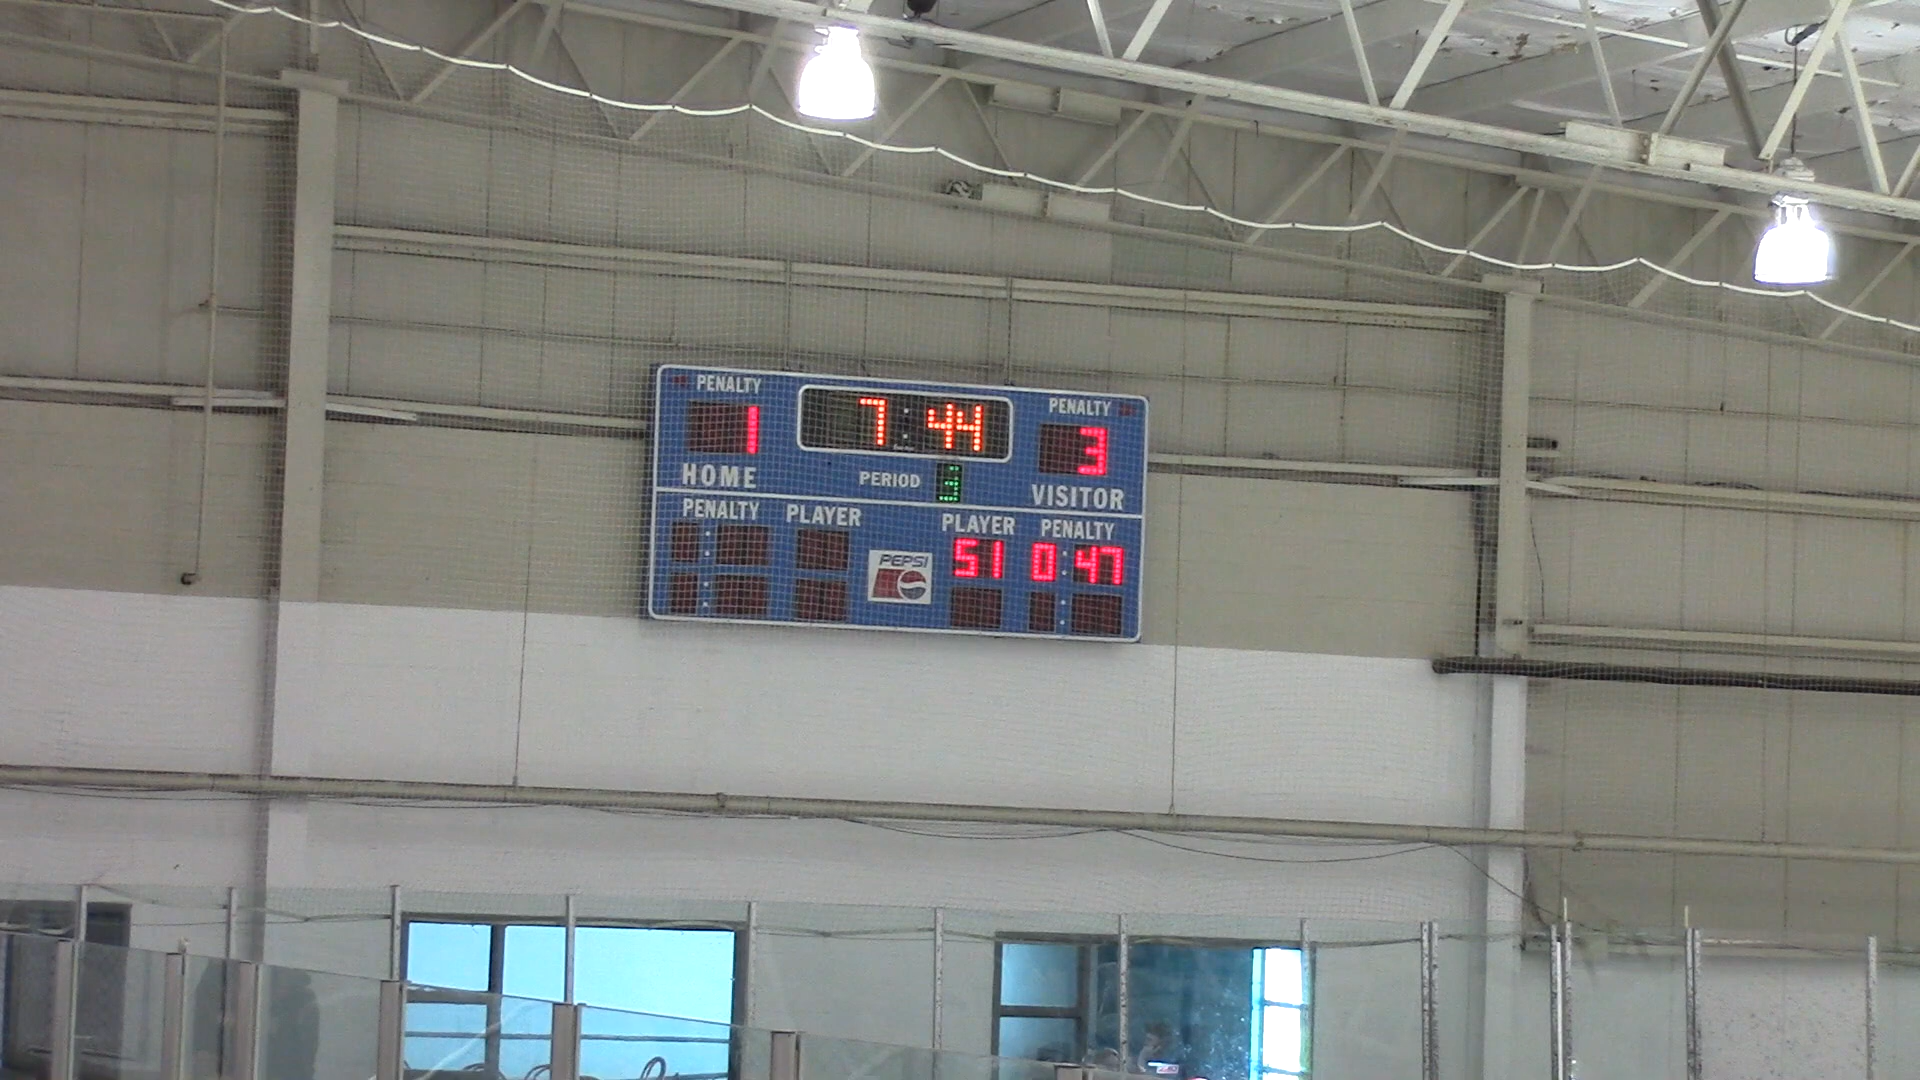 PENALTY 7:44 PENALTY
1 3
HOME PERIOD 3 VISITOR
PENALTY PLAYER PLAYER PENALTY
51 0:47
PEPSI